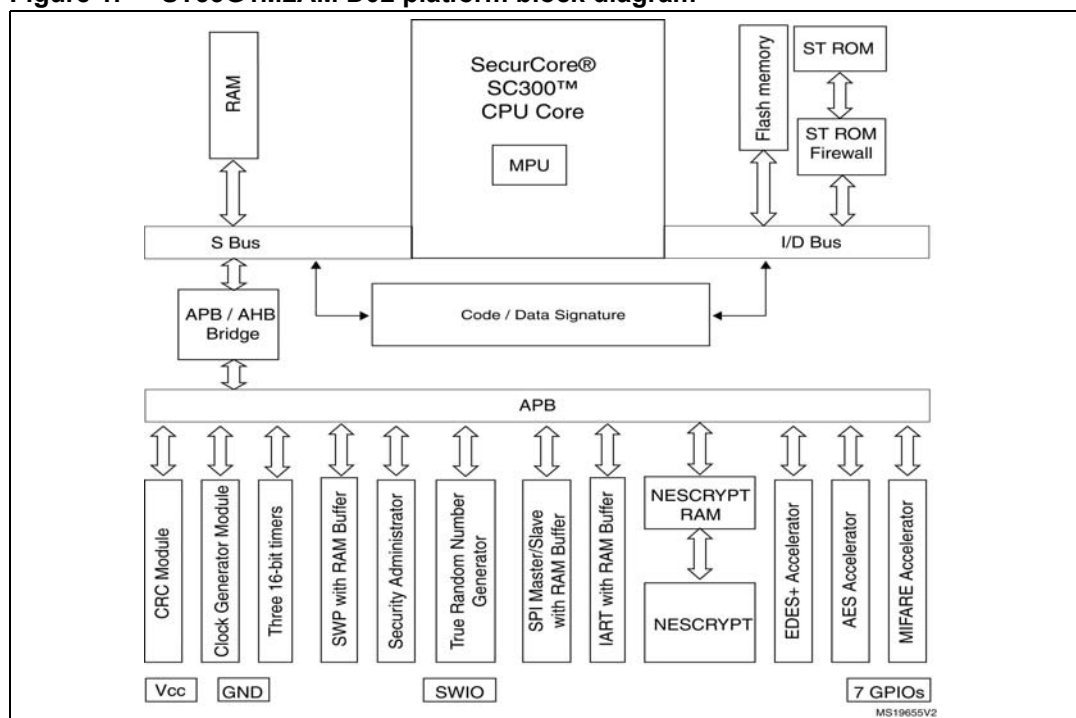 RAM
SecurCore®
SC300™
CPU Core
MPU
Flash memory
ST ROM
ST ROM
Firewall
S Bus
I/D Bus
APB / AHB
Bridge
Code / Data Signature
APB
CRC Module
Clock Generator Module
Three 16-bit timers
SWP with RAM Buffer
Security Administrator
True Random Number
Generator
SPI Master/Slave
with RAM Buffer
IART with RAM Buffer
NESCRYPT
RAM
NESCRYPT
EDES+ Accelerator
AES Accelerator
MIFARE Accelerator
Vcc
GND
SWIO
7 GPIOs
MS19655V2